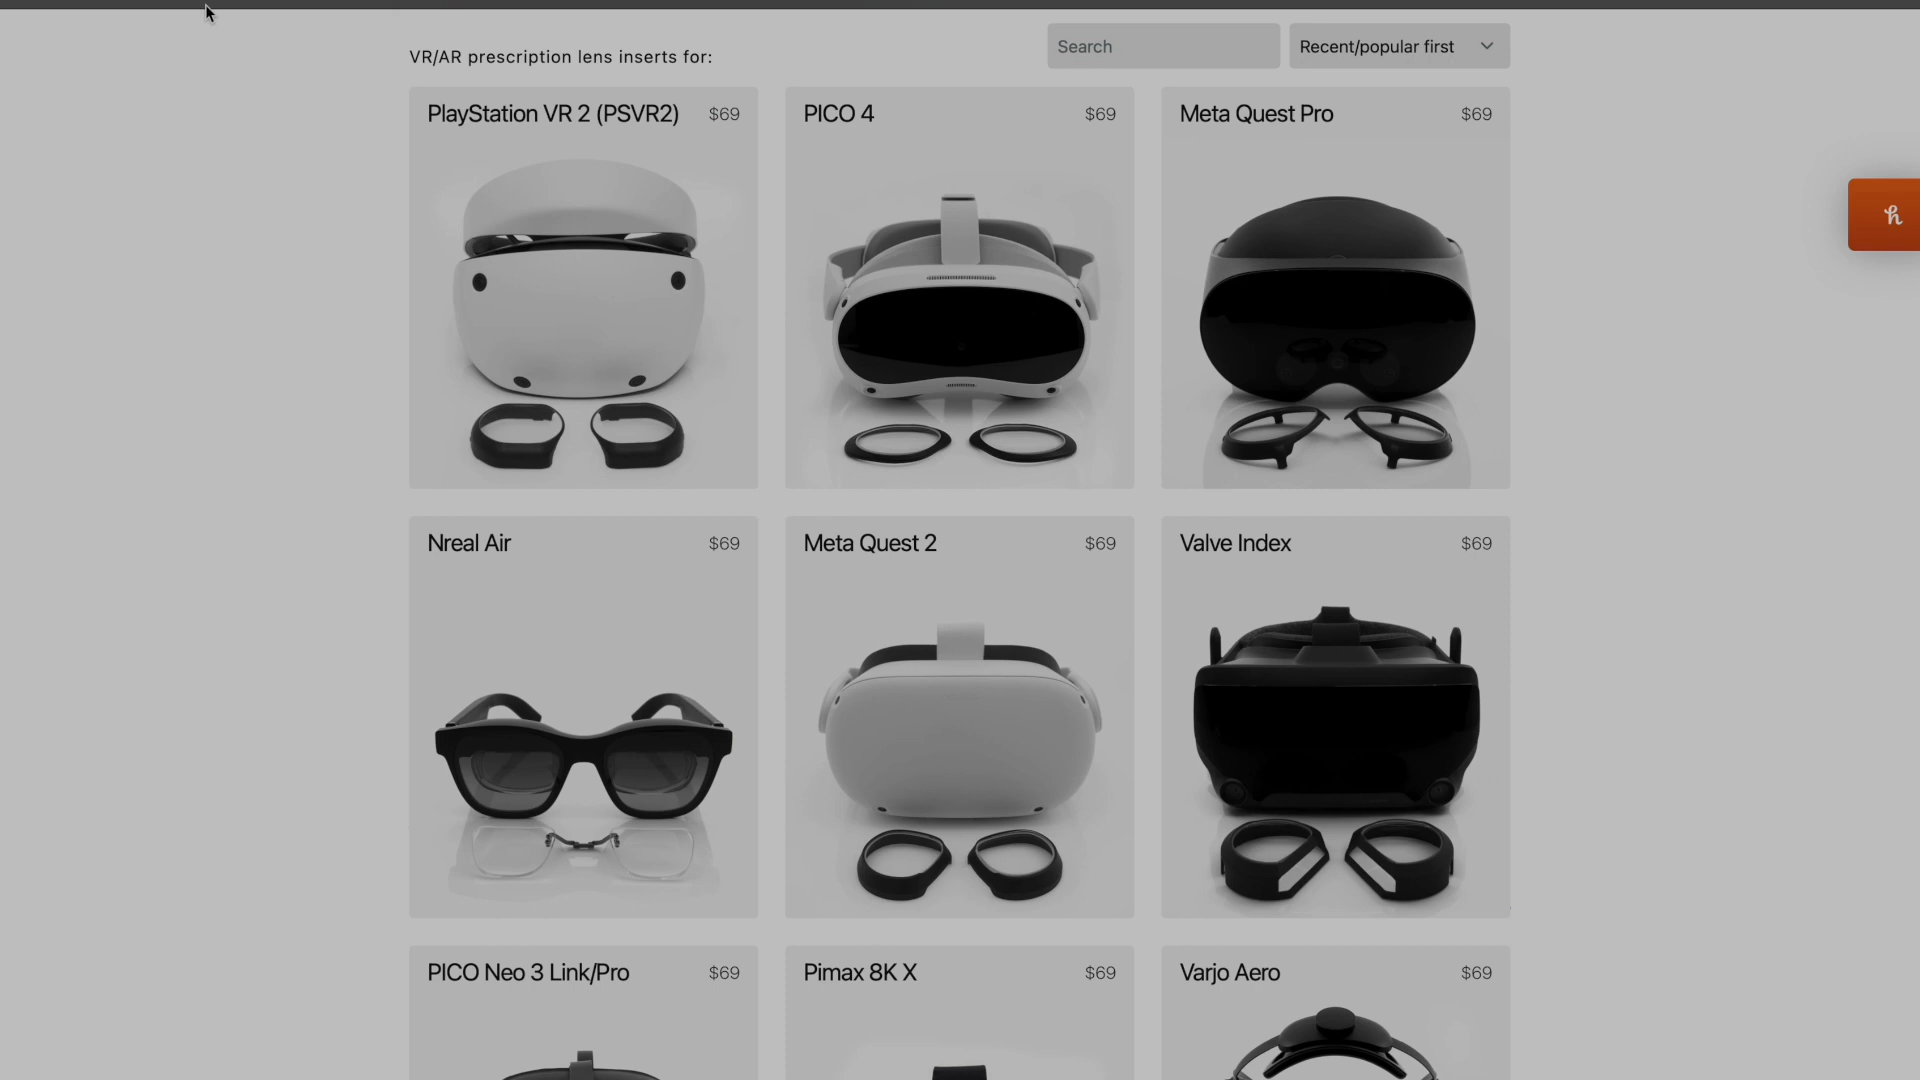 VR/AR prescription lens inserts for:
Search
Recent/popular first
PlayStation VR 2 (PSVR2) $69
PICO 4 $69
Meta Quest Pro $69
Nreal Air $69
Meta Quest 2 $69
Valve Index $69
PICO Neo 3 Link/Pro $69
Pimax 8K X $69
Varjo Aero $69